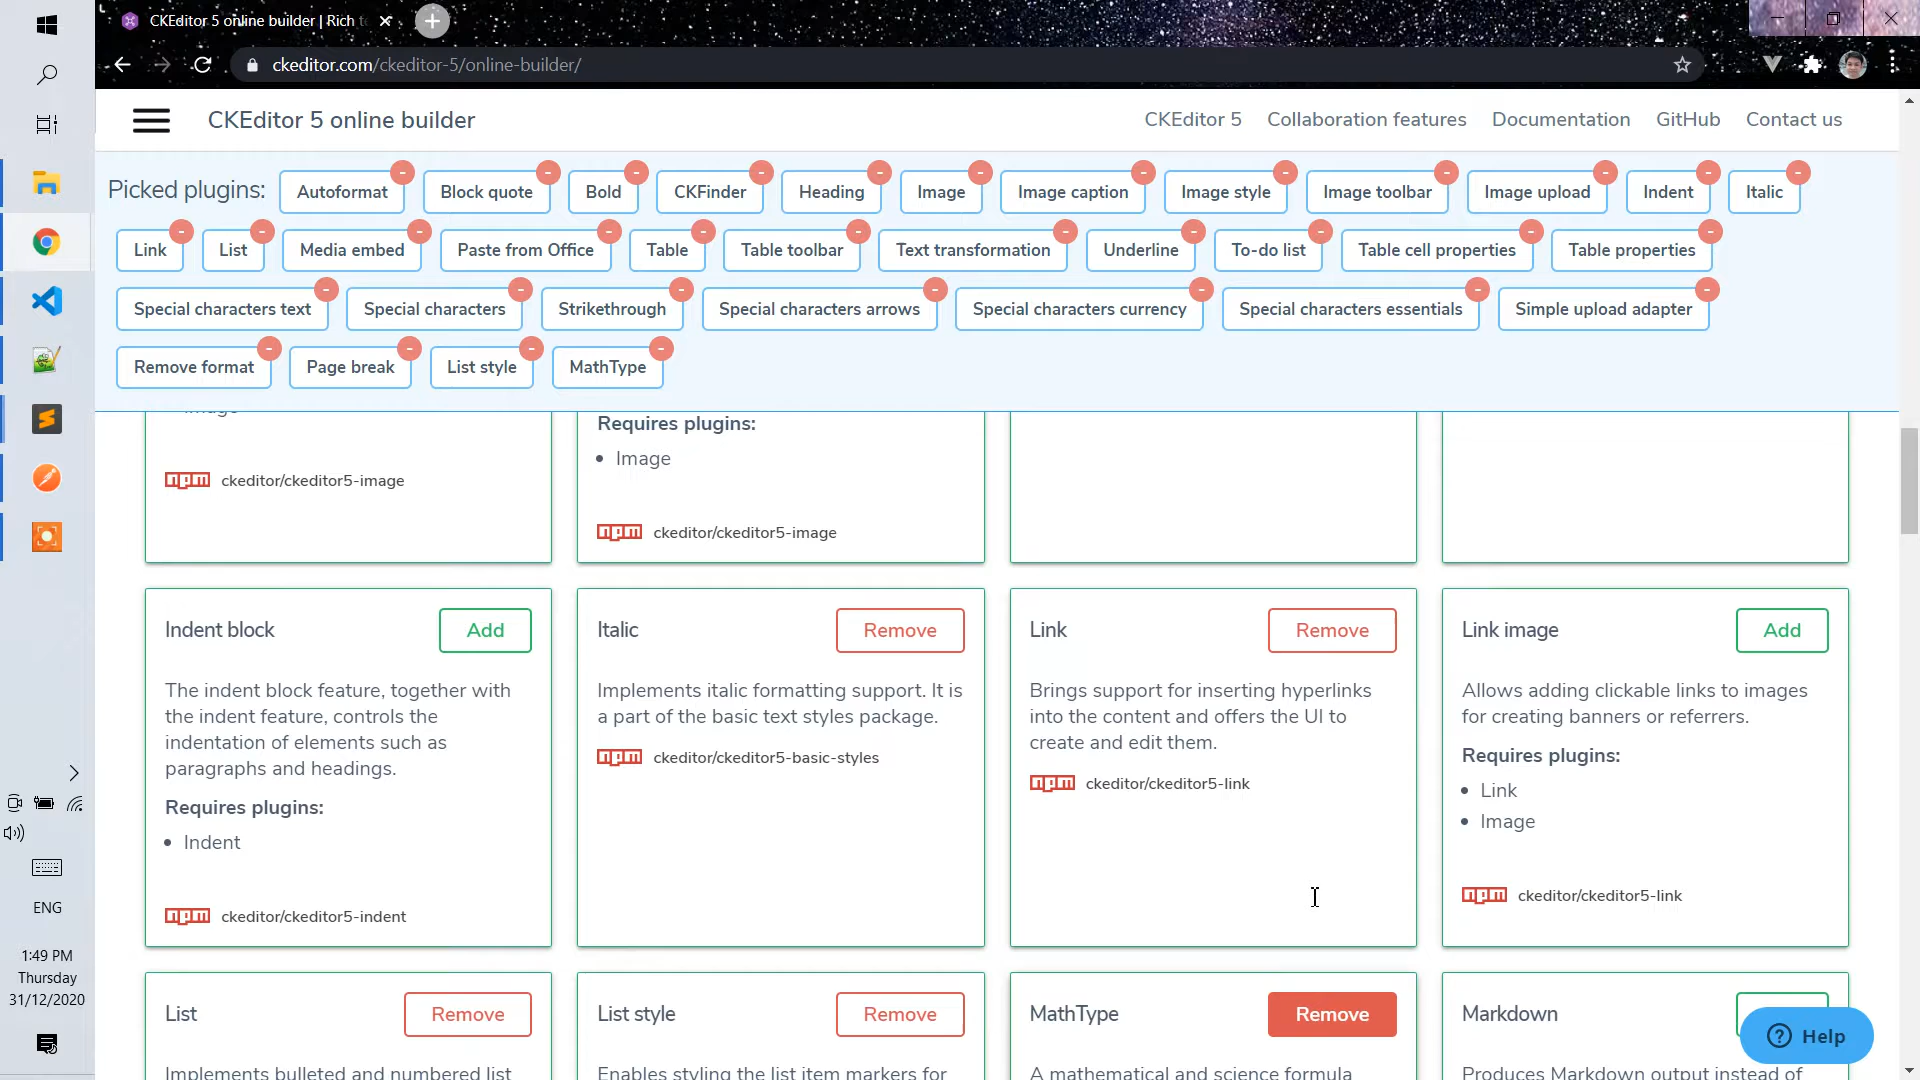 CKEditor 5 online builder | Rich te
ckeditor.com/ckeditor-5/online-builder/
CKEditor 5 online builder
CKEditor 5 Collaboration features Documentation GitHub Contact us
Picked plugins: Autoformat Block quote Bold CKFinder Heading Image Image caption Image style Image toolbar Image upload Indent Italic
Link List Media embed Paste from Office Table Table toolbar Text transformation Underline To-do list Table cell properties Table properties
Special characters text Special characters Strikethrough Special characters arrows Special characters currency Special characters essentials Simple upload adapter
Remove format Page break List style MathType
Image
npm ckeditor/ckeditor5-image
Requires plugins:
Image
npm ckeditor/ckeditor5-image
Indent block Add
The indent block feature, together with
the indent feature, controls the
indentation of elements such as
paragraphs and headings.
Requires plugins:
Indent
npm ckeditor/ckeditor5-indent
Italic Remove
Implements italic formatting support. It is
a part of the basic text styles package.
npm ckeditor/ckeditor5-basic-styles
Link Remove
Brings support for inserting hyperlinks
into the content and offers the UI to
create and edit them.
npm ckeditor/ckeditor5-link
Link image Add
Allows adding clickable links to images
for creating banners or referrers.
Requires plugins:
Link
Image
npm ckeditor/ckeditor5-link
List Remove
Implements bulleted and numbered list
List style Remove
Enables styling the list item markers for
MathType Remove
A mathematical and science formula
Markdown
Produces Markdown output instead of
Help
ENG
1:49 PM
Thursday
31/12/2020